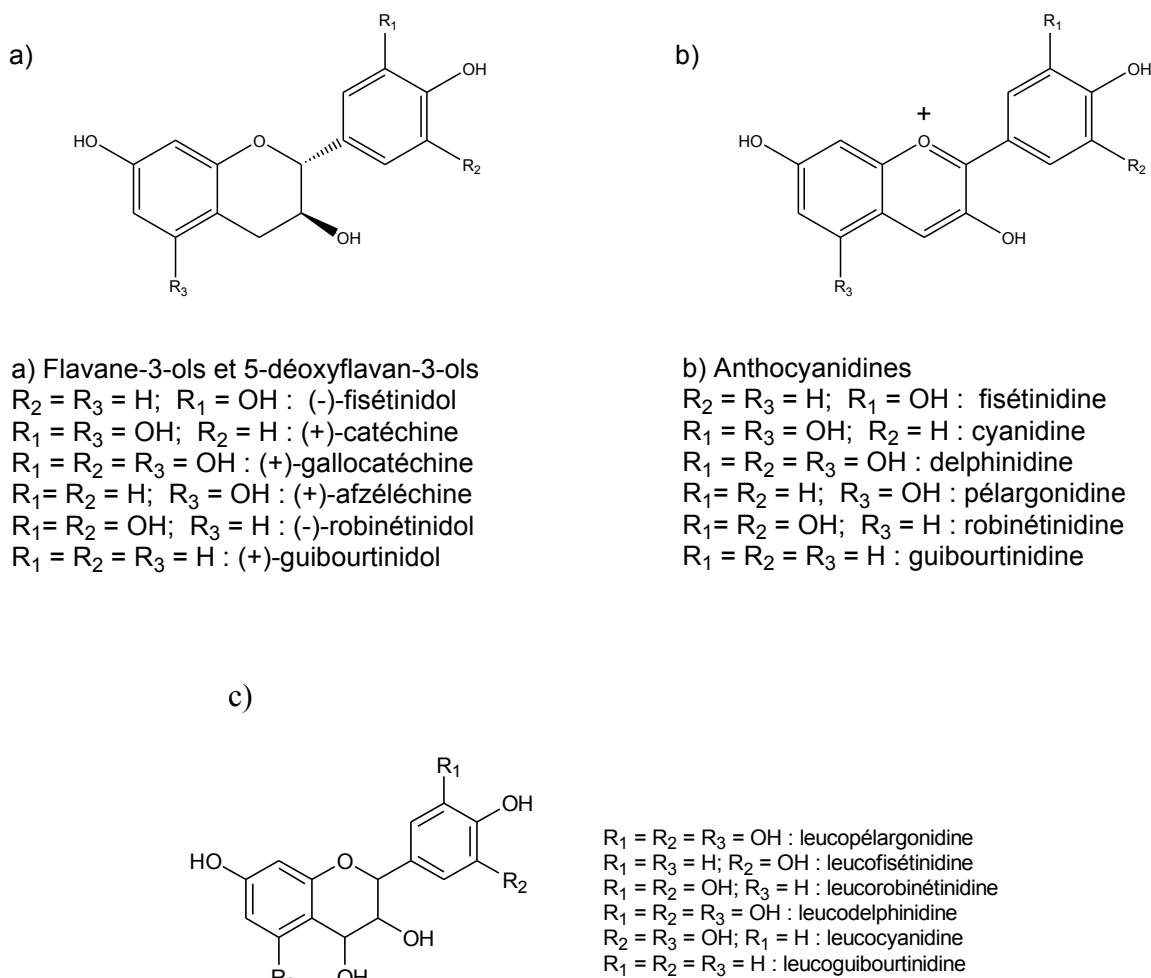 a)
R1
OH
HO
O
R2
OH
R3
b)
R1
OH
+
HO
O
R2
OH
R3
a) Flavane-3-ols et 5-déoxyflavan-3-ols
R2 = R3 = H; R1 = OH : (-)-fisétinidol
R1 = R3 = OH; R2 = H : (+)-catéchine
R1 = R2 = R3 = OH : (+)-gallocatéchine
R1= R2 = H; R3 = OH : (+)-afzéléchine
R1= R2 = OH; R3 = H : (-)-robinétinidol
R1 = R2 = R3 = H : (+)-guibourtinidol
b) Anthocyanidines
R2 = R3 = H; R1 = OH : fisétinidine
R1 = R3 = OH; R2 = H : cyanidine
R1 = R2 = R3 = OH : delphinidine
R1= R2 = H; R3 = OH : pélargonidine
R1= R2 = OH; R3 = H : robinétinidine
R1 = R2 = R3 = H : guibourtinidine
c)
R1
OH
HO
O
R2
OH
OH
R1 = R2 = R3 = OH : leucopélargonidine
R1 = R3 = H; R2 = OH : leucofisétinidine
R1 = R2 = OH; R3 = H : leucorobinétinidine
R1 = R2 = R3 = OH : leucodelphinidine
R2 = R3 = OH; R1 = H : leucocyanidine
R1 = R2 = R3 = H : leucoguibourtinidine